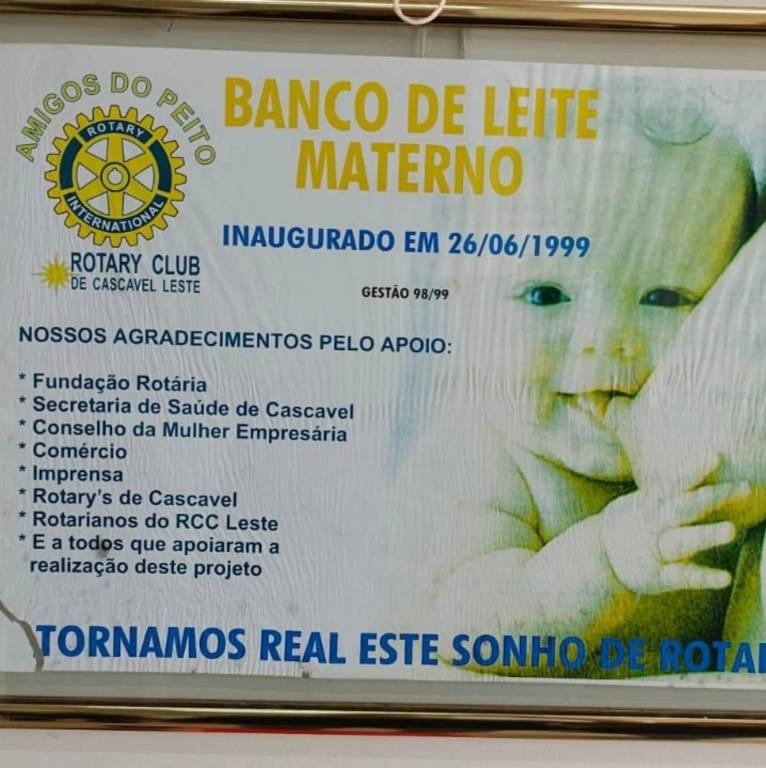 AMIGOS DO PEITO
ROTARY
INTERNATIONAL
ROTARY CLUB
DE CASCAVEL LESTE
BANCO DE LEITE
MATERNO
INAUGURADO EM 26/06/1999
GESTÃO 98/99
NOSSOS AGRADECIMENTOS PELO APOIO:
* Fundação Rotária
* Secretaria de Saúde de Cascavel
* Conselho da Mulher Empresária
* Comércio
* Imprensa
* Rotary's de Cascavel
* Rotarianos do RCC Leste
* E a todos que apoiaram a
realização deste projeto
TORNAMOS REAL ESTE SONHO DE